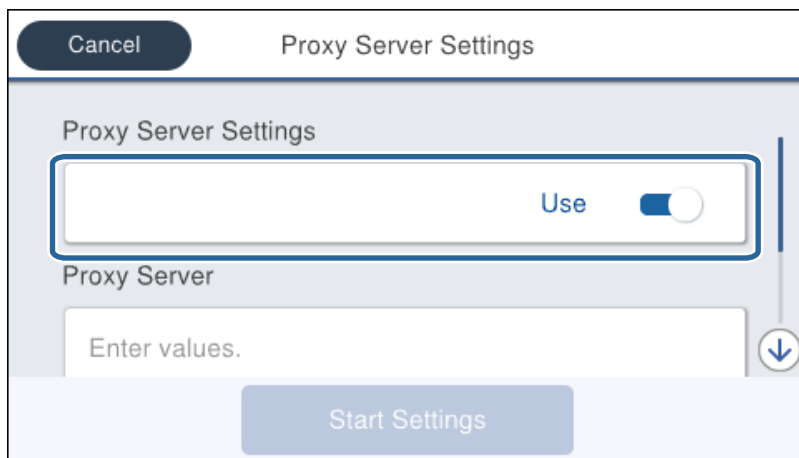 Cancel Proxy Server Settings
Proxy Server Settings
Use
Proxy Server
Enter values.
Start Settings